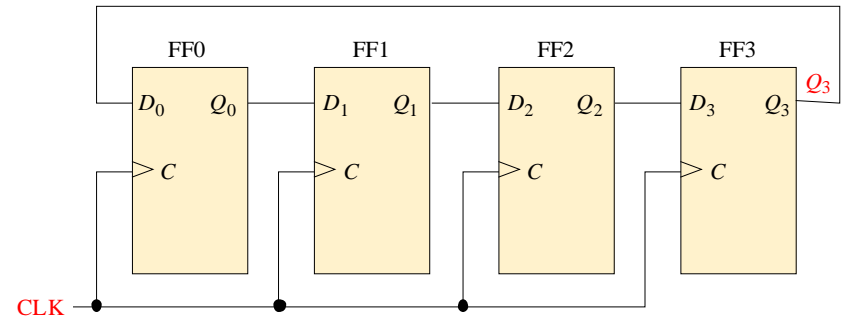 FF0 FF1 FF2 FF3
Q3
D0 Q0 D1 Q1 D2 Q2 D3 Q3
C C C C
CLK